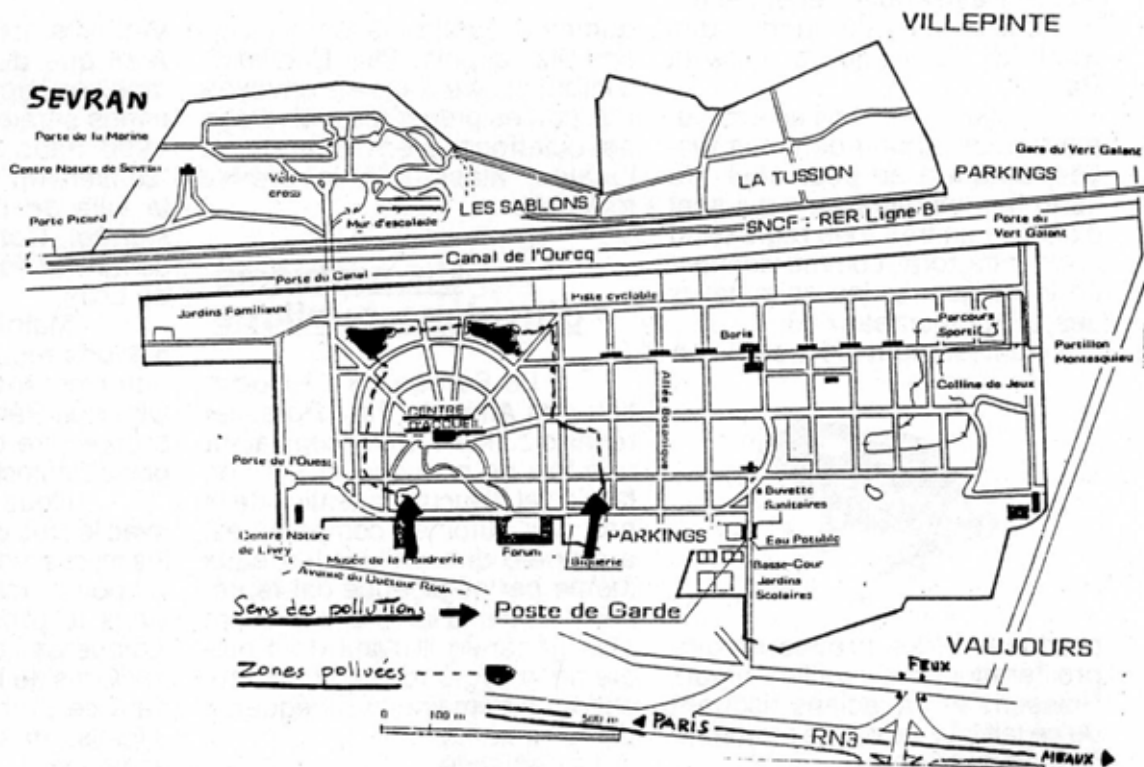 VILLEPINTE
SEVRAN
Porte de la Marine
Centre Nature de Sevran
Velo cross
Gare du Vert Galant
LA TUSSION
PARKINGS
Porte Picard
Mur d'escalade
LES SABLONS
SNCF : RER Ligne B
Porte du Vert Galant
Canal de l'Ourcq
Porte du Canal
Jardins Familiaux
Piste cyclable
Parcours Sportif
Boris
Portillon Montesquieu
Colline de Jeux
CENTRE D'ACCUEIL
Allée Bosquet
Porte de l'Ouest
Buvette
Sanitaires
Centre Nature de Livry
Musée de la Poudrerie
Forum
PARKINGS
Eau Potable
Biquerie
Basse-Cour
Avenue du Docteur Roux
Jardins Scolaires
Sens des pollutions
Poste de Garde
VAUJOURS
Zones polluées
FEUX
0 100 m 500 m
PARIS
RN3
MEAUX